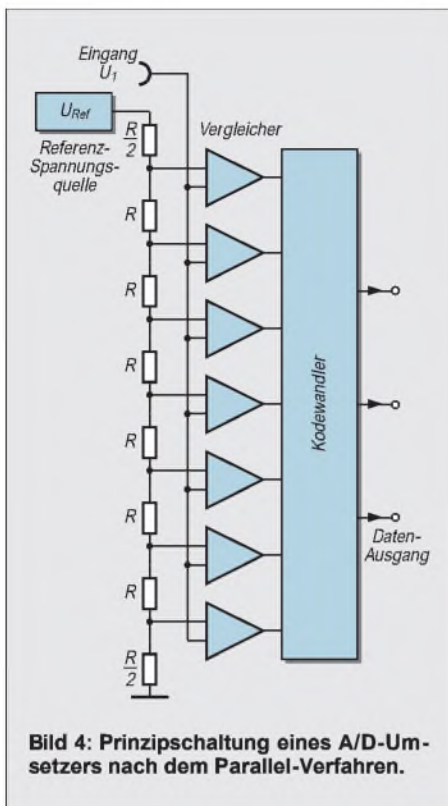 Eingang
U1
URef
R
2
Vergleicher
Referenz-
Spannungs-
quelle
R
R
R
R
R
R
Kodewandler
Daten-
Ausgang
R
2
Bild 4: Prinzipschaltung eines A/D-Um-
setzers nach dem Parallel-Verfahren.